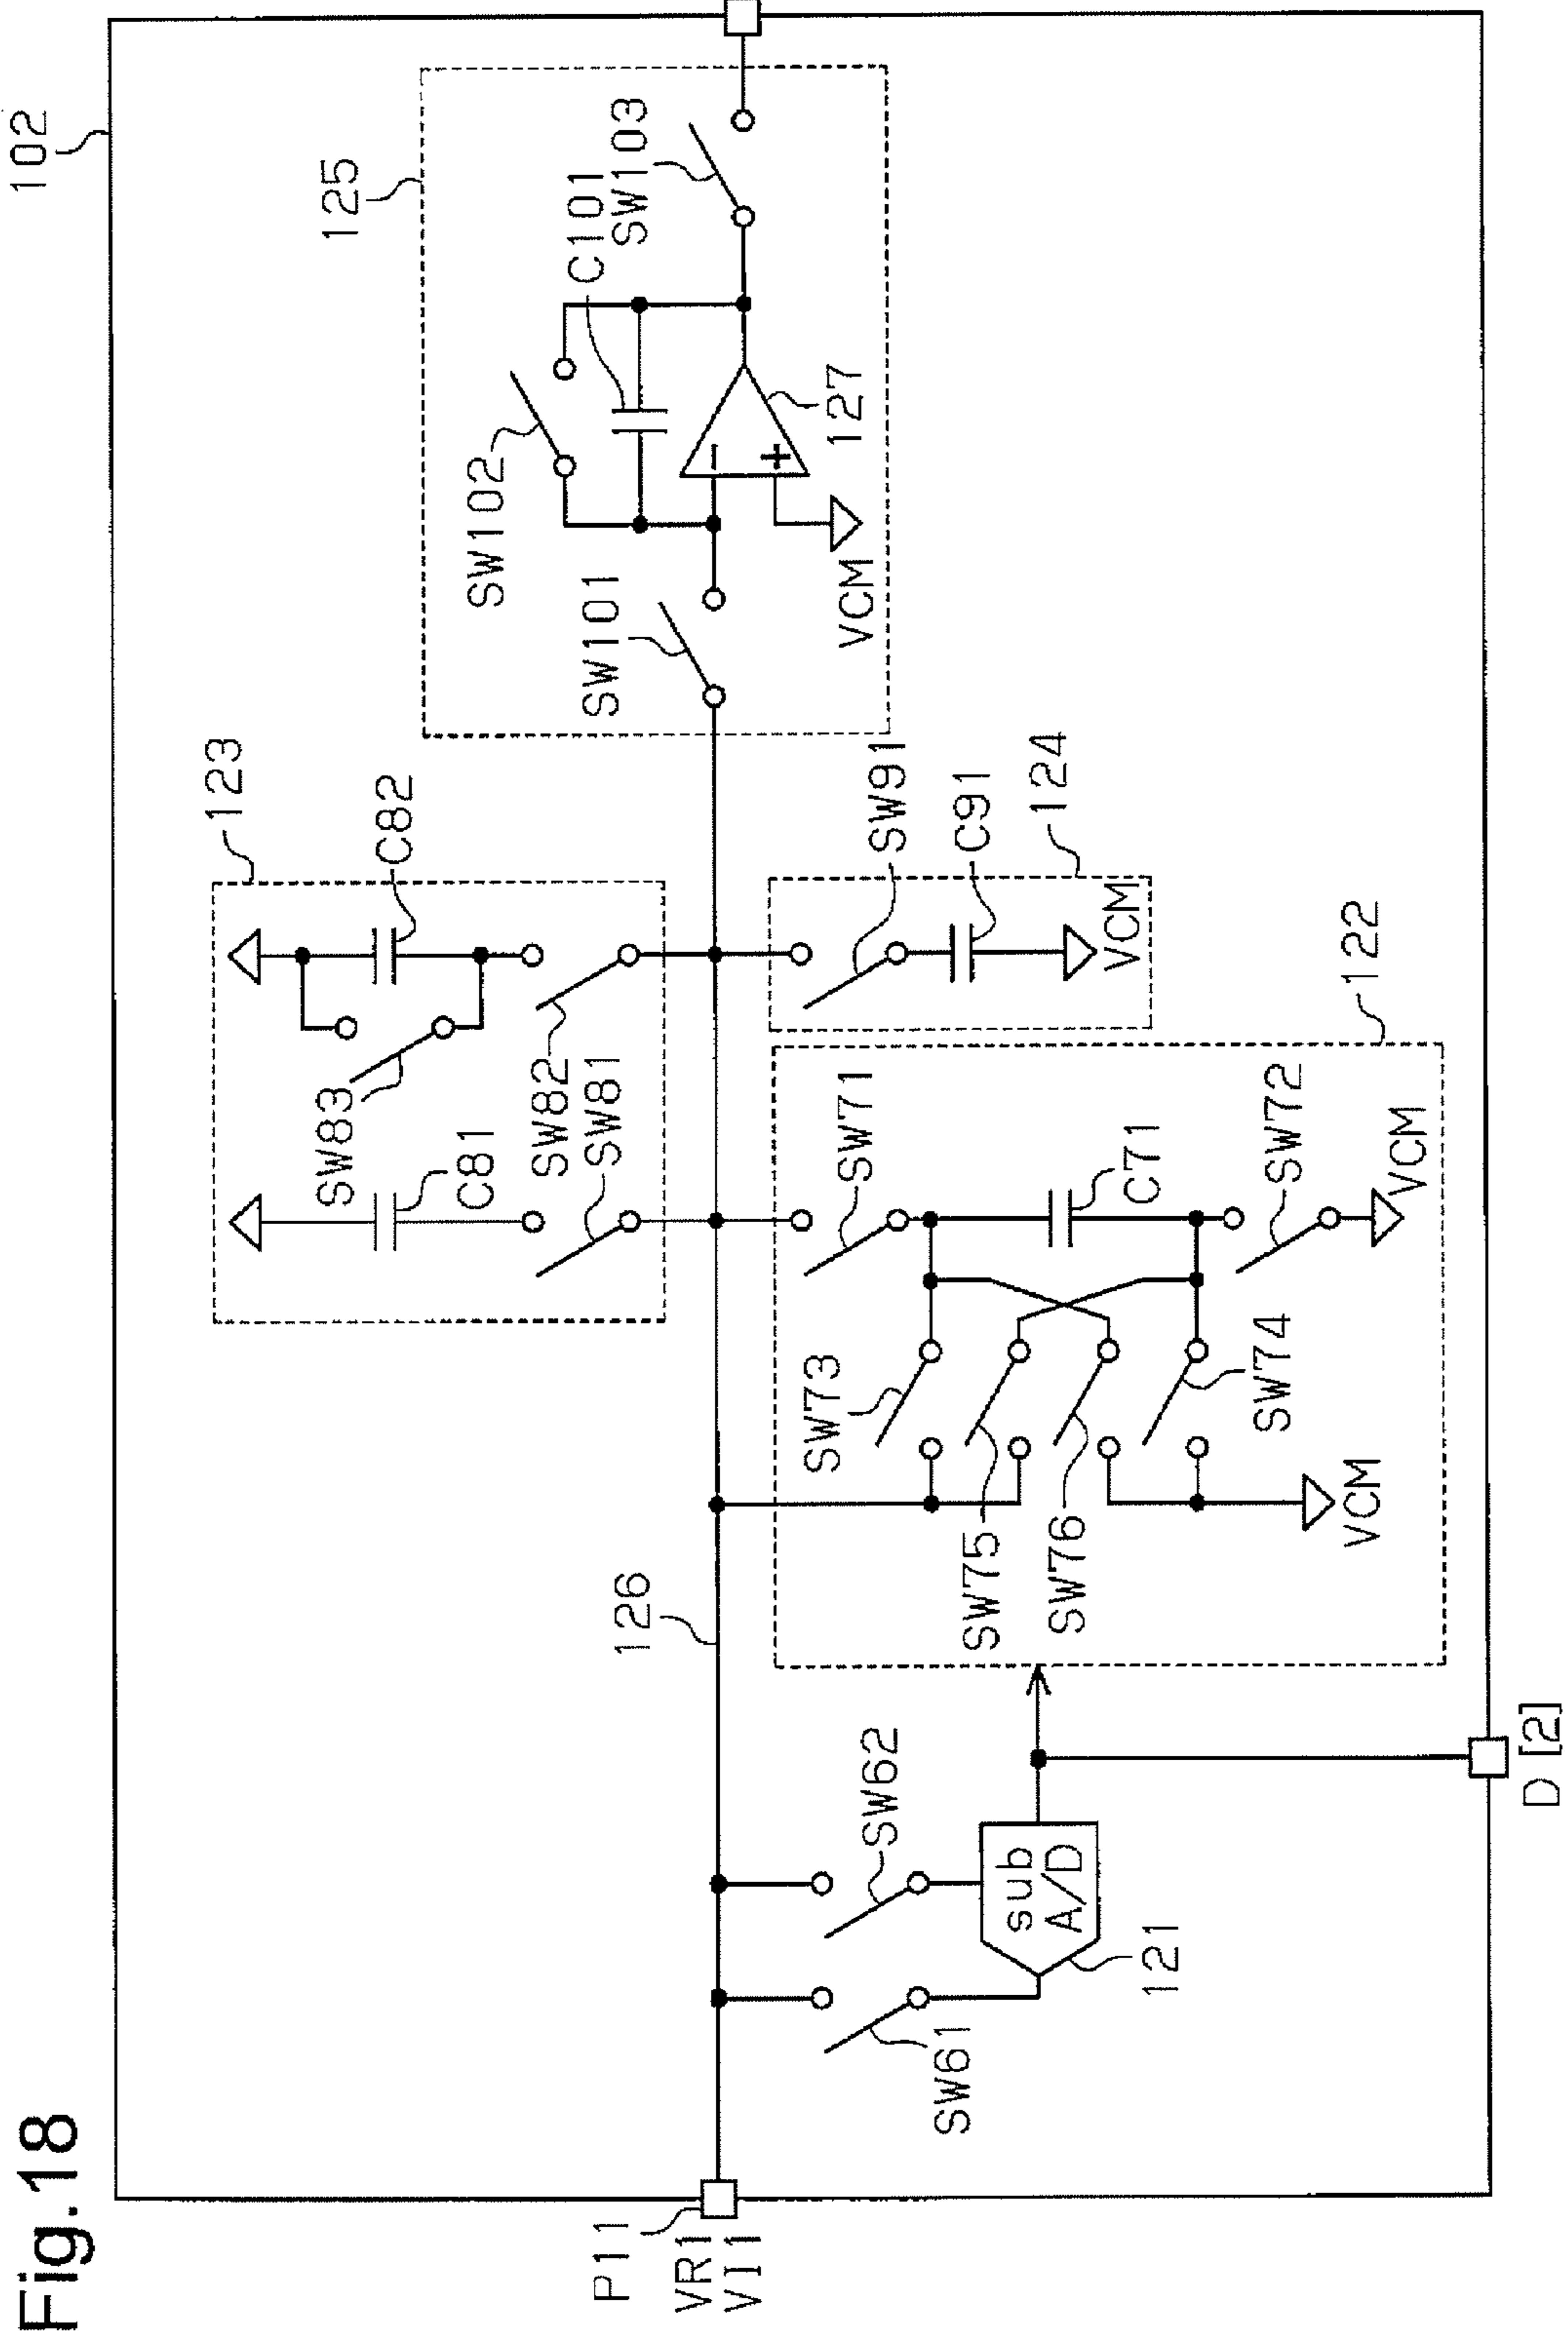 Fig.18
102
125
SW102
C101
SW103
SW101
127
VCM
123
C82
SW83
C81
SW82
SW81
SW91
C91
124
VCM
122
SW71
C71
SW72
VCM
SW73
SW74
SW75
SW76
VCM
126
SW62
SW61
sub
A/D
121
P11
VR1
VI1
D [2]